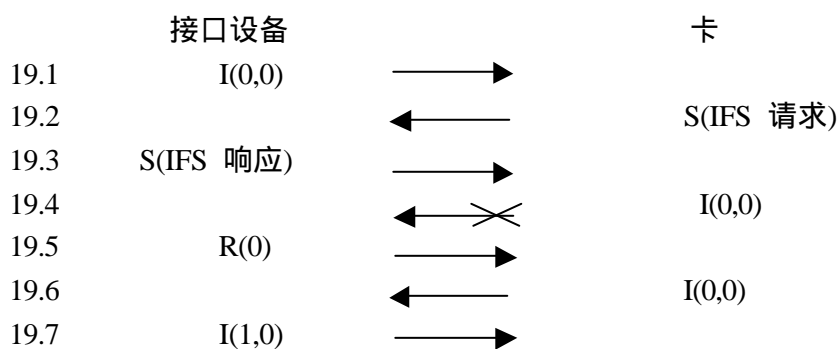 接口设备 卡
19.1 I(0,0)
19.2 S(IFS 请求)
19.3 S(IFS 响应)
19.4 I(0,0)
19.5 R(0)
19.6 I(0,0)
19.7 I(1,0)